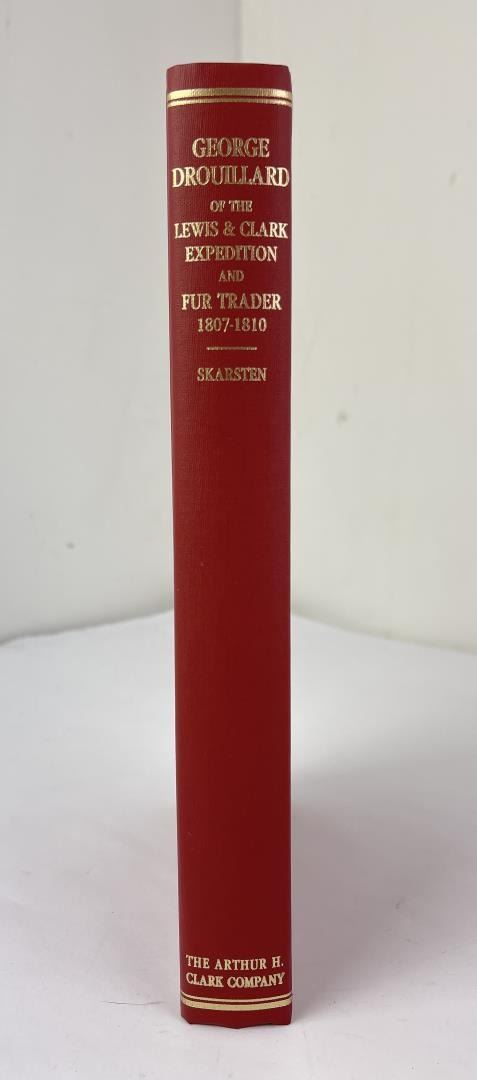 GEORGE
DROUILLARD
OF THE
LEWIS & CLARK
EXPEDITION
AND
FUR TRADER
1807-1810
SKARSTEN
THE ARTHUR H.
CLARK COMPANY